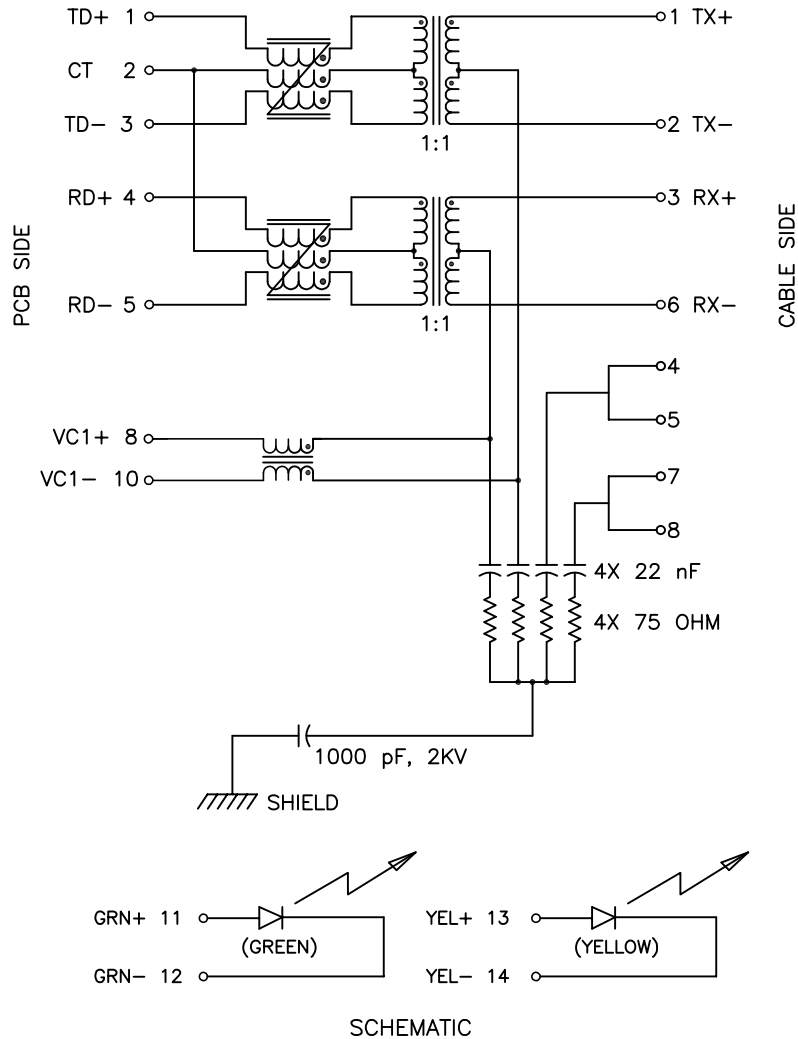 TD+ 1
1 TX+
CT 2
TD- 3
2 TX-
1:1
RD+ 4
3 RX+
PCB SIDE
CABLE SIDE
RD- 5
6 RX-
1:1
4
5
VC1+ 8
VC1- 10
7
8
4X 22 nF
4X 75 OHM
1000 pF, 2KV
SHIELD
GRN+ 11
(GREEN)
GRN- 12
YEL+ 13
(YELLOW)
YEL- 14
SCHEMATIC